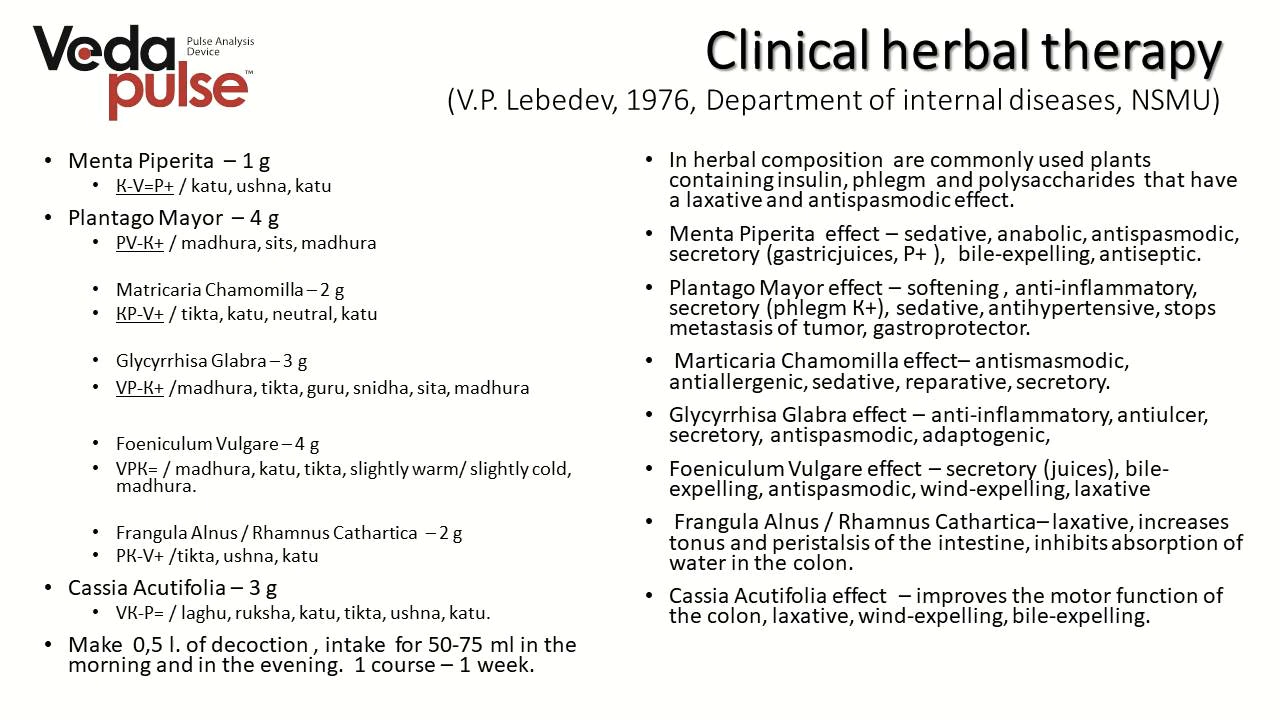 Veda
pulse™
Pulse Analysis
Device
Clinical herbal therapy
(V.P. Lebedev, 1976, Department of internal diseases, NSMU)
• Menta Piperita – 1 g
• K-V=P+ / katu, ushna, katu
• Plantago Mayor – 4 g
• PV-K+ / madhura, sits, madhura
• Matricaria Chamomilla – 2 g
• KP-V+ / tikta, katu, neutral, katu
• Glycyrrhisa Glabra – 3 g
• VP-K+ /madhura, tikta, guru, snidha, sita, madhura
• Foeniculum Vulgare – 4 g
• VPK= / madhura, katu, tikta, slightly warm/ slightly cold,
madhura.
• Frangula Alnus / Rhamnus Cathartica – 2 g
• PK-V+ /tikta, ushna, katu
• Cassia Acutifolia – 3 g
• VK-P= / laghu, ruksha, katu, tikta, ushna, katu.
• Make 0,5 l. of decoction , intake for 50-75 ml in the
morning and in the evening. 1 course – 1 week.
• In herbal composition are commonly used plants
containing insulin, phlegm and polysaccharides that have
a laxative and antispasmodic effect.
• Menta Piperita effect – sedative, anabolic, antispasmodic,
secretory (gastricjuices, P+ ), bile-expelling, antiseptic.
• Plantago Mayor effect – softening , anti-inflammatory,
secretory (phlegm K+), sedative, antihypertensive, stops
metastasis of tumor, gastroprotector.
• Marticaria Chamomilla effect– antismasmodic,
antiallergenic, sedative, reparative, secretory.
• Glycyrrhisa Glabra effect – anti-inflammatory, antiulcer,
secretory, antispasmodic, adaptogenic,
• Foeniculum Vulgare effect – secretory (juices), bile-
expelling, antispasmodic, wind-expelling, laxative
• Frangula Alnus / Rhamnus Cathartica– laxative, increases
tonus and peristalsis of the intestine, inhibits absorption of
water in the colon.
• Cassia Acutifolia effect – improves the motor function of
the colon, laxative, wind-expelling, bile-expelling.